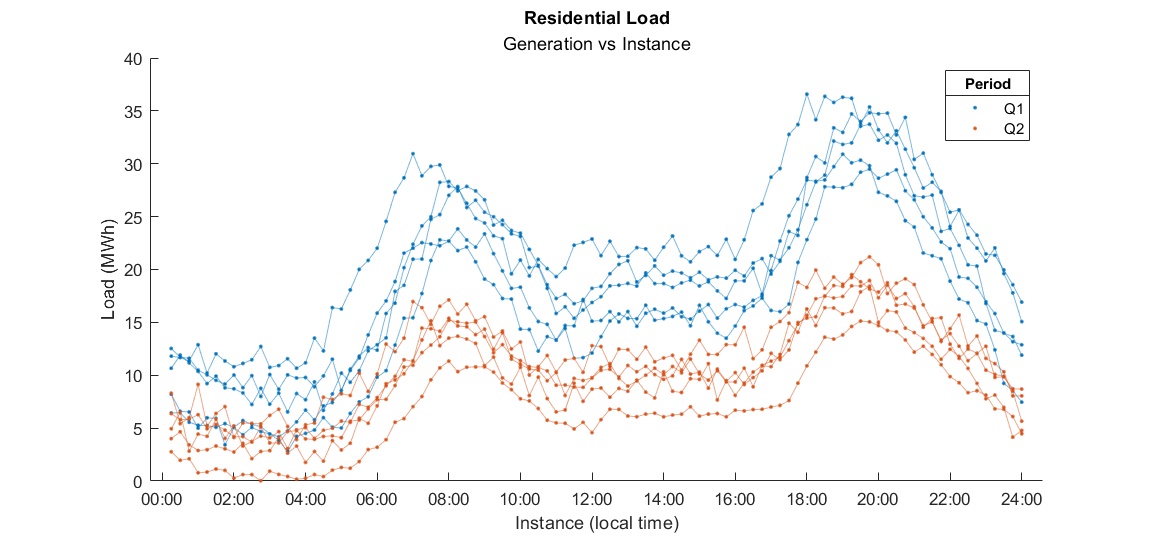 Residential Load
Generation vs Instance
Load (MWh)
40
35
30
25
20
15
10
5
0
Period
Q1
Q2
00:00 02:00 04:00 06:00 08:00 10:00 12:00 14:00 16:00 18:00 20:00 22:00 24:00
Instance (local time)